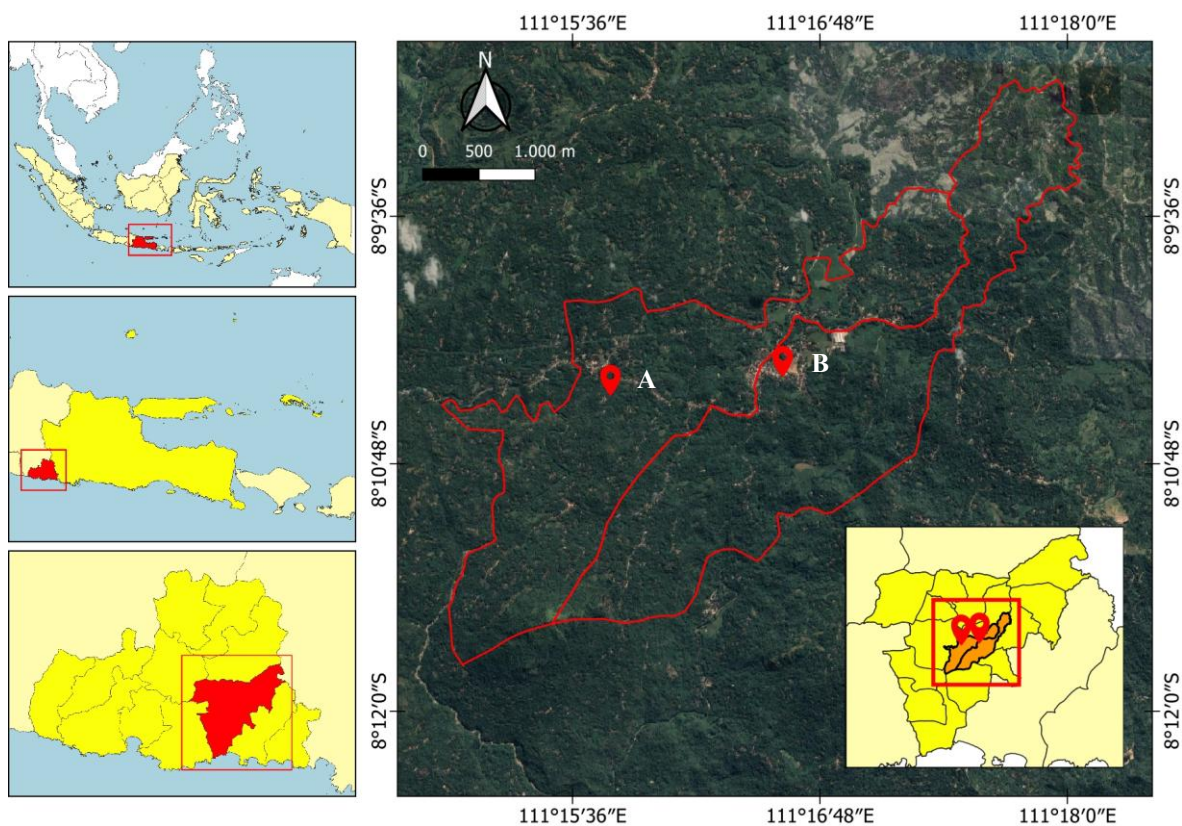 111°15′36″E
111°16′48″E
111°18′0″E
N
0 500 1.000 m
8°9′36″S
8°9′36″S
B
A
8°10′48″S
8°10′48″S
8°12′0″S
8°12′0″S
111°15′36″E
111°16′48″E
111°18′0″E